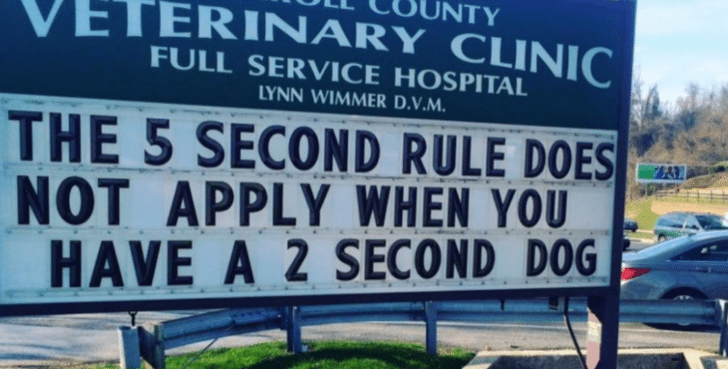 COUNTY
VETERINARY CLINIC
FULL SERVICE HOSPITAL
LYNN WIMMER D.V.M.
THE 5 SECOND RULE DOES
NOT APPLY WHEN YOU
HAVE A 2 SECOND DOG